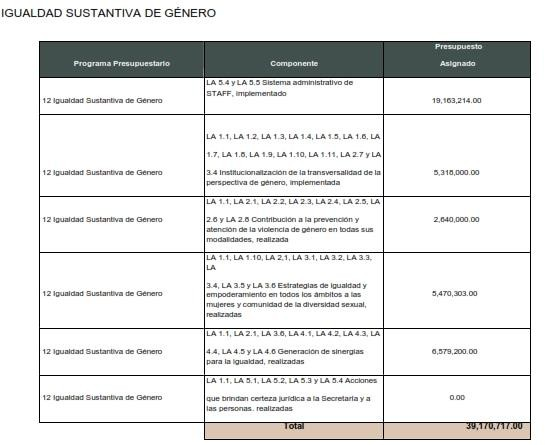 IGUALDAD SUSTANTIVA DE GÉNERO
Programa Presupuestario
Componente
Presupuesto
Asignado
12 Igualdad Sustantiva de Género
LA 5.4 y LA 5.5 Sistema administrativo de
STAFF, implementado
19,163,214.00
12 Igualdad Sustantiva de Género
LA 1.1, LA 1.2, LA 1.3, LA 1.4, LA 1.5, LA 1.6, LA
1.7, LA 1.8, LA 1.9, LA 1.10, LA 1.11, LA 2.7 y LA
3.4 Institucionalización de la transversalidad de la
perspectiva de género, implementada
5,318,000.00
12 Igualdad Sustantiva de Género
LA 1.1, LA 2.1, LA 2.2, LA 2.3, LA 2.4, LA 2.5, LA
2.6 y LA 2.8 Contribución a la prevención y
atención de la violencia de género en todas sus
modalidades, realizada
2,640,000.00
12 Igualdad Sustantiva de Género
LA 1.1, LA 1.10, LA 2,1, LA 3.1, LA 3.2, LA 3.3,
LA
3.4, LA 3.5 y LA 3.6 Estrategias de igualdad y
empoderamiento en todos los ámbitos a las
mujeres y comunidad de la diversidad sexual,
realizadas
5,470,303.00
12 Igualdad Sustantiva de Género
LA 1.1, LA 2.1, LA 3.6, LA 4.1, LA 4.2, LA 4.3, LA
4.4, LA 4.5 y LA 4.6 Generación de sinergias
para la igualdad, realizadas
6,579,200.00
12 Igualdad Sustantiva de Género
LA 1.1, LA 5.1, LA 5.2, LA 5.3 y LA 5.4 Acciones
que brindan certeza jurídica a la Secretaría y a
las personas. realizadas
0.00
Total
39,170,717.00